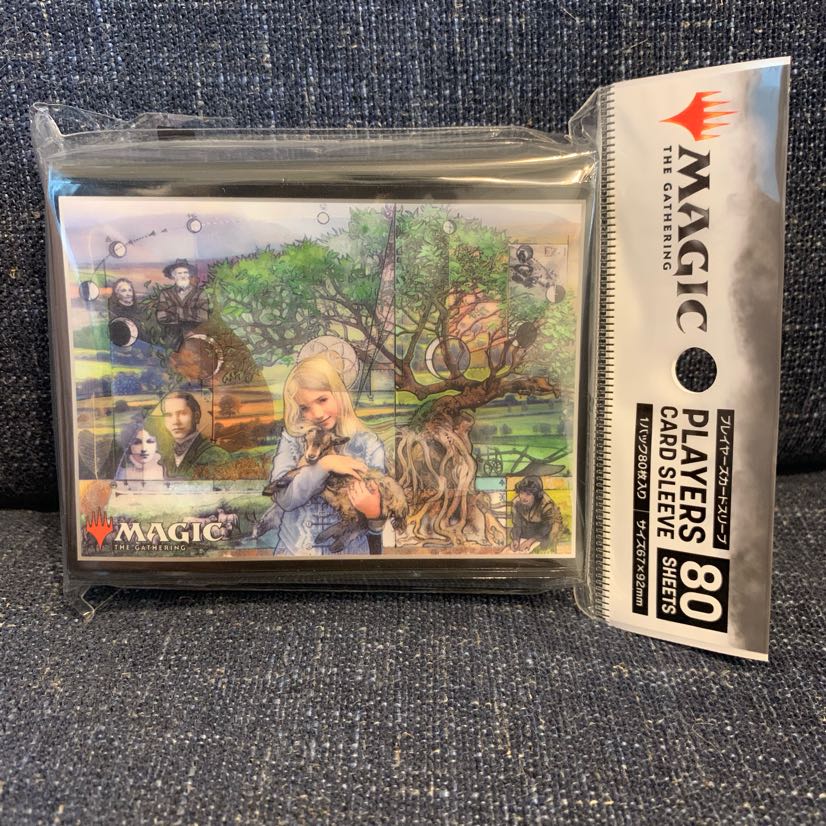 MAGIC
THE GATHERING
MAGIC
THE GATHERING
プレイヤーズカードスリーブ
PLAYERS
CARD SLEEVE
1パック80枚入り
サイズ67×92mm
80
SHEETS